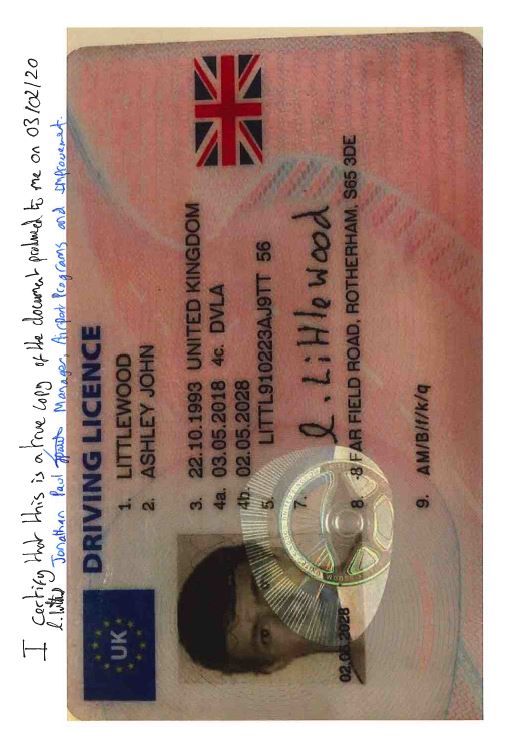 I certify that this is a true copy of the document produced to me on 03/02/20
Jonathan Paul Manager, Airport Programs and improvement.
DRIVING LICENCE
UK
1. LITTLEWOOD
2. ASHLEY JOHN
3. 22.10.1993 UNITED KINGDOM
4a. 03.05.2018 4c. DVLA
4b. 02.05.2028
5. LITTL910223AJ9TT 56
7. Littlewood
8. 8 FAR FIELD ROAD, ROTHERHAM, S65 3DE
02.05.2028
9. AM/B/f/k/q